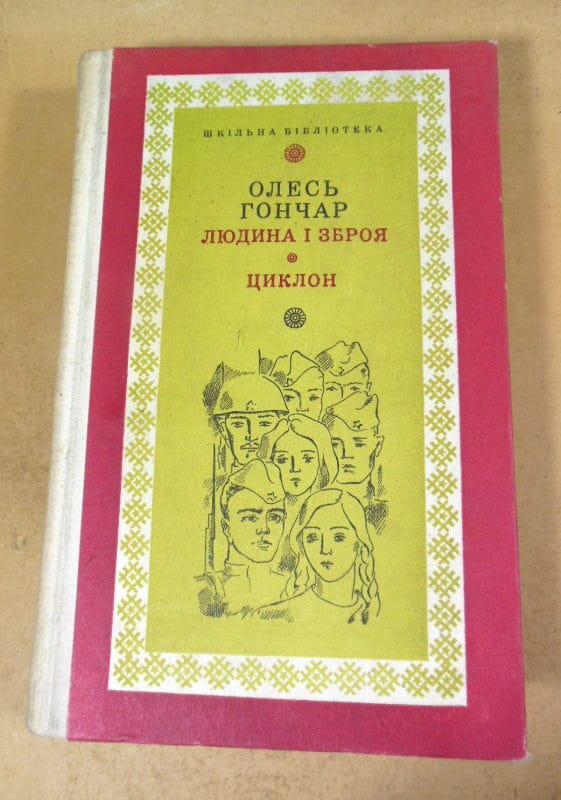 ШКІЛЬНА БІБЛІОТЕКА
ОЛЕСЬ
ГОНЧАР
ЛЮДИНА І ЗБРОЯ
ЦИКЛОН